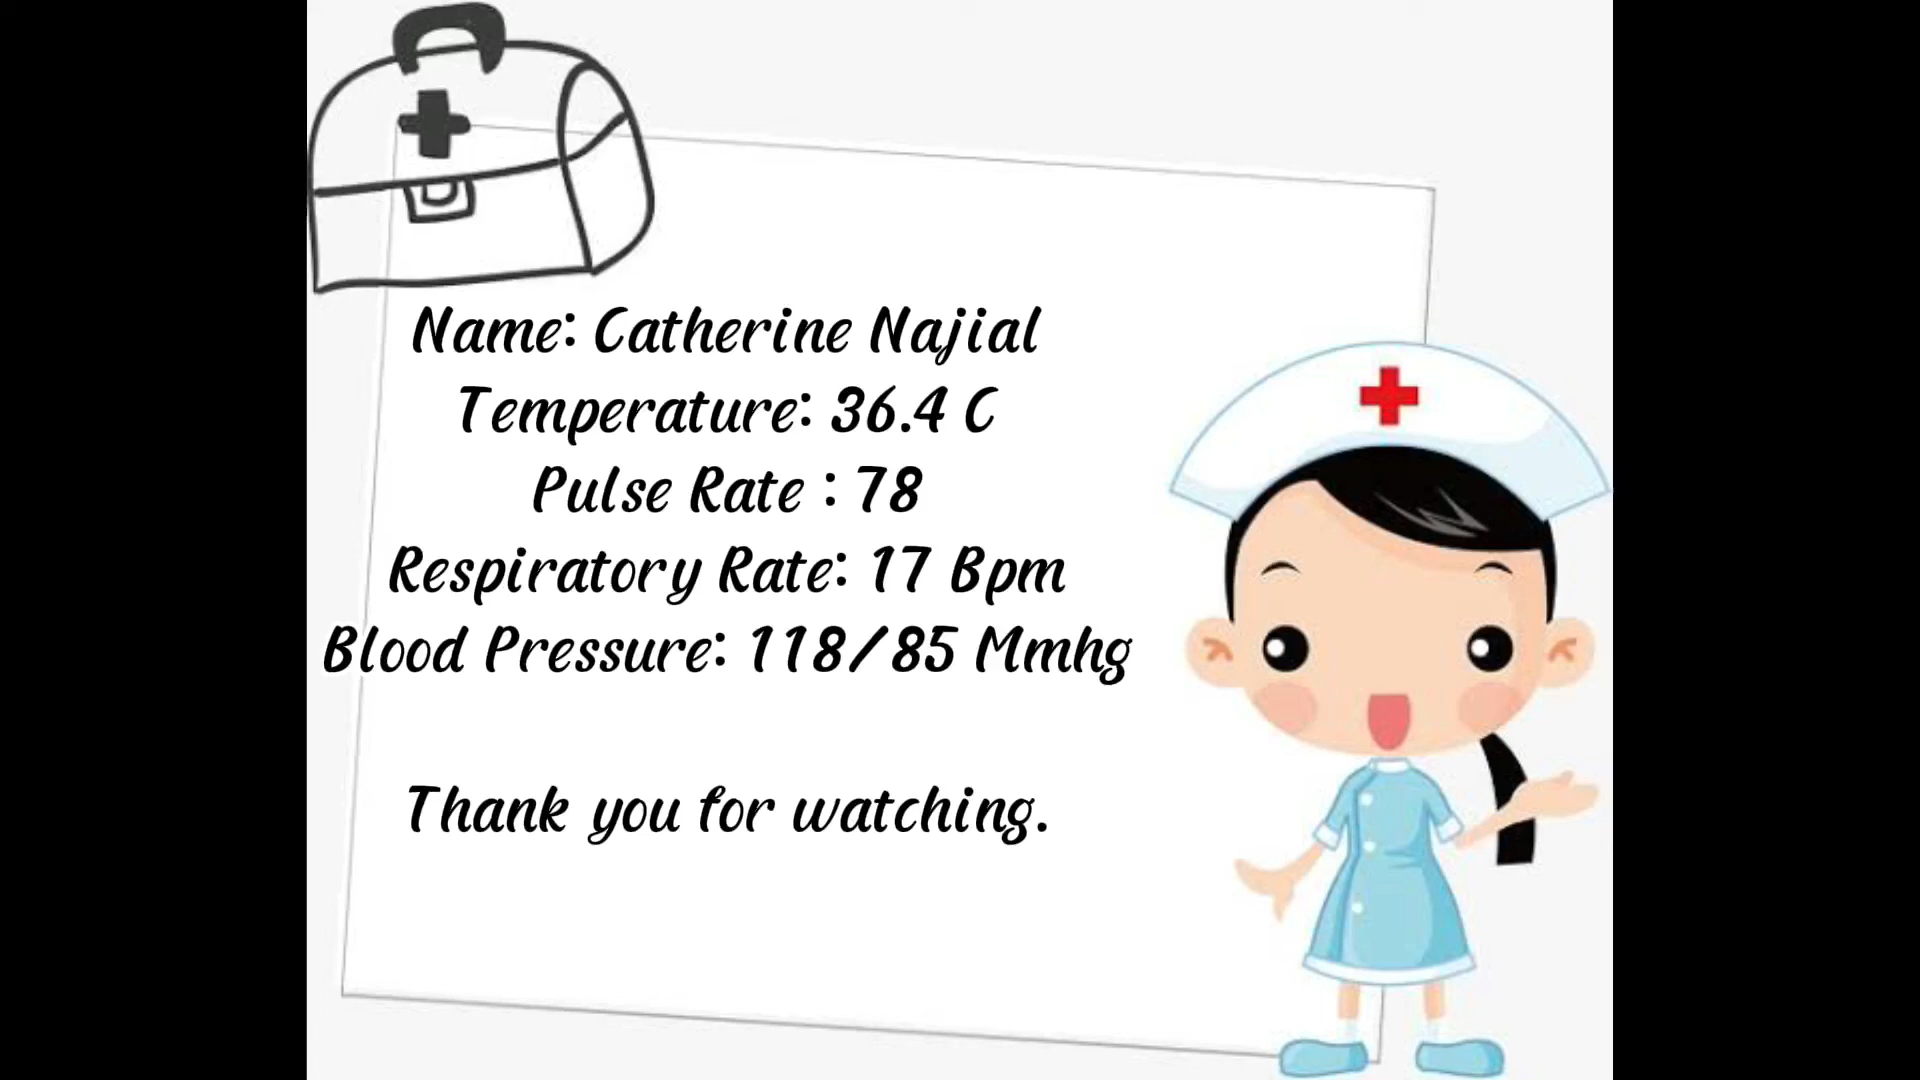 Name: Catherine Najial
Temperature: 36.4 C
Pulse Rate : 78
Respiratory Rate: 17 Bpm
Blood Pressure: 118/85 Mmhg
Thank you for watching.